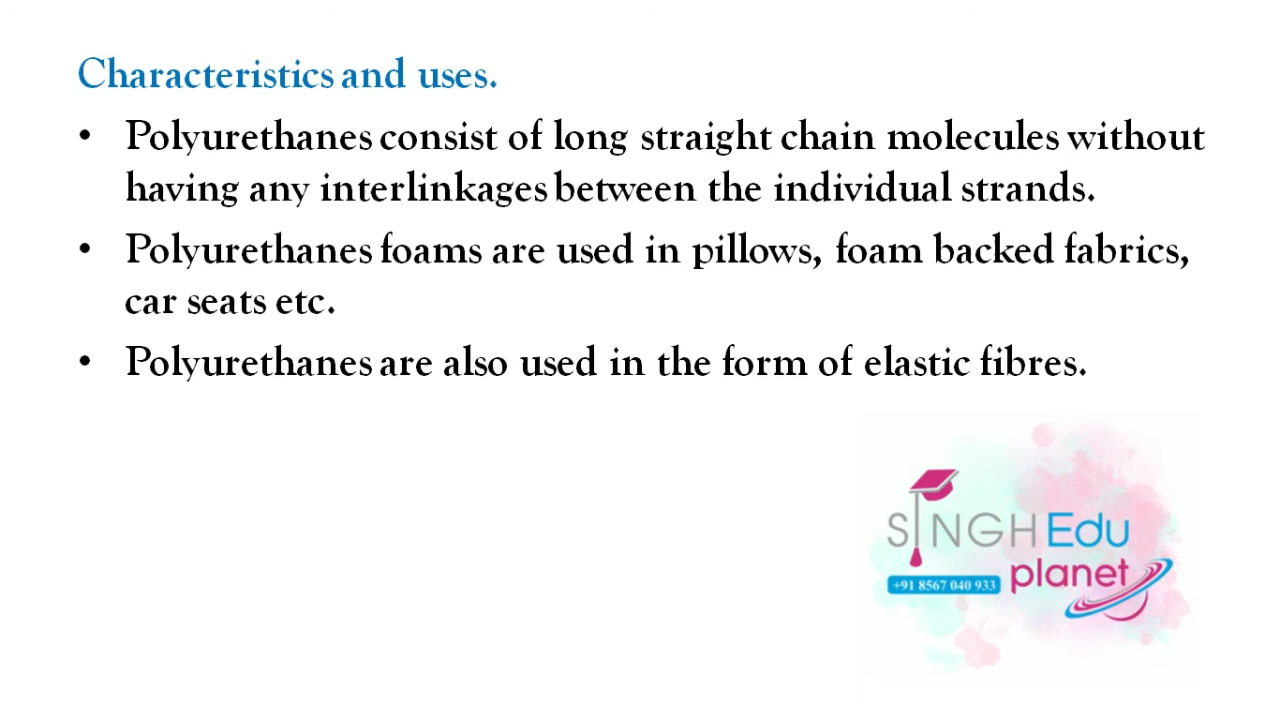 Characteristics and uses.
• Polyurethanes consist of long straight chain molecules without
having any interlinkages between the individual strands.
• Polyurethanes foams are used in pillows, foam backed fabrics,
car seats etc.
• Polyurethanes are also used in the form of elastic fibres.
SINGH Edu
planet
+91 8567 040 933